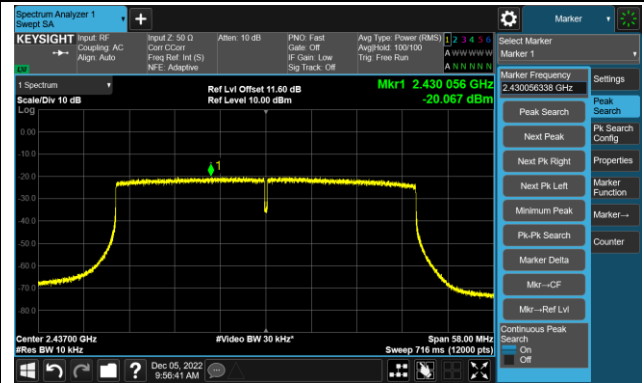 Spectrum Analyzer 1
Swept SA
+
Marker
KEYSIGHT
Input: RF
Coupling: AC
Align: Auto
Input Z: 50 Ω
Corr CCorr
Freq Ref: Int (S)
NFE: Adaptive
Atten: 10 dB
PNO: Fast
Gate: Off
IF Gain: Low
Sig Track: Off
Avg Type: Power (RMS)
Avg|Hold: 100/100
Trig: Free Run
1 2 3 4 5 6
A W W W W W
A N N N N N
Select Marker
Marker 1
1 Spectrum
Scale/Div 10 dB
Log
Ref Lvl Offset 11.60 dB
Ref Level 10.00 dBm
Mkr1 2.430 056 GHz
-20.067 dBm
0.00
-10.0
-20.0
-30.0
-40.0
-50.0
-60.0
-70.0
-80.0
1
Center 2.43700 GHz
#Res BW 10 kHz
#Video BW 30 kHz*
Span 58.00 MHz
Sweep 716 ms (12000 pts)
Marker Frequency
2.430056338 GHz
Peak Search
Next Peak
Next Pk Right
Next Pk Left
Minimum Peak
Pk-Pk Search
Marker Delta
Mkr→CF
Mkr→Ref Lvl
Continuous Peak
Search
On
Off
Settings
Peak
Search
Pk Search
Config
Properties
Marker
Function
Marker→
Counter
?
Dec 05, 2022
9:56:41 AM